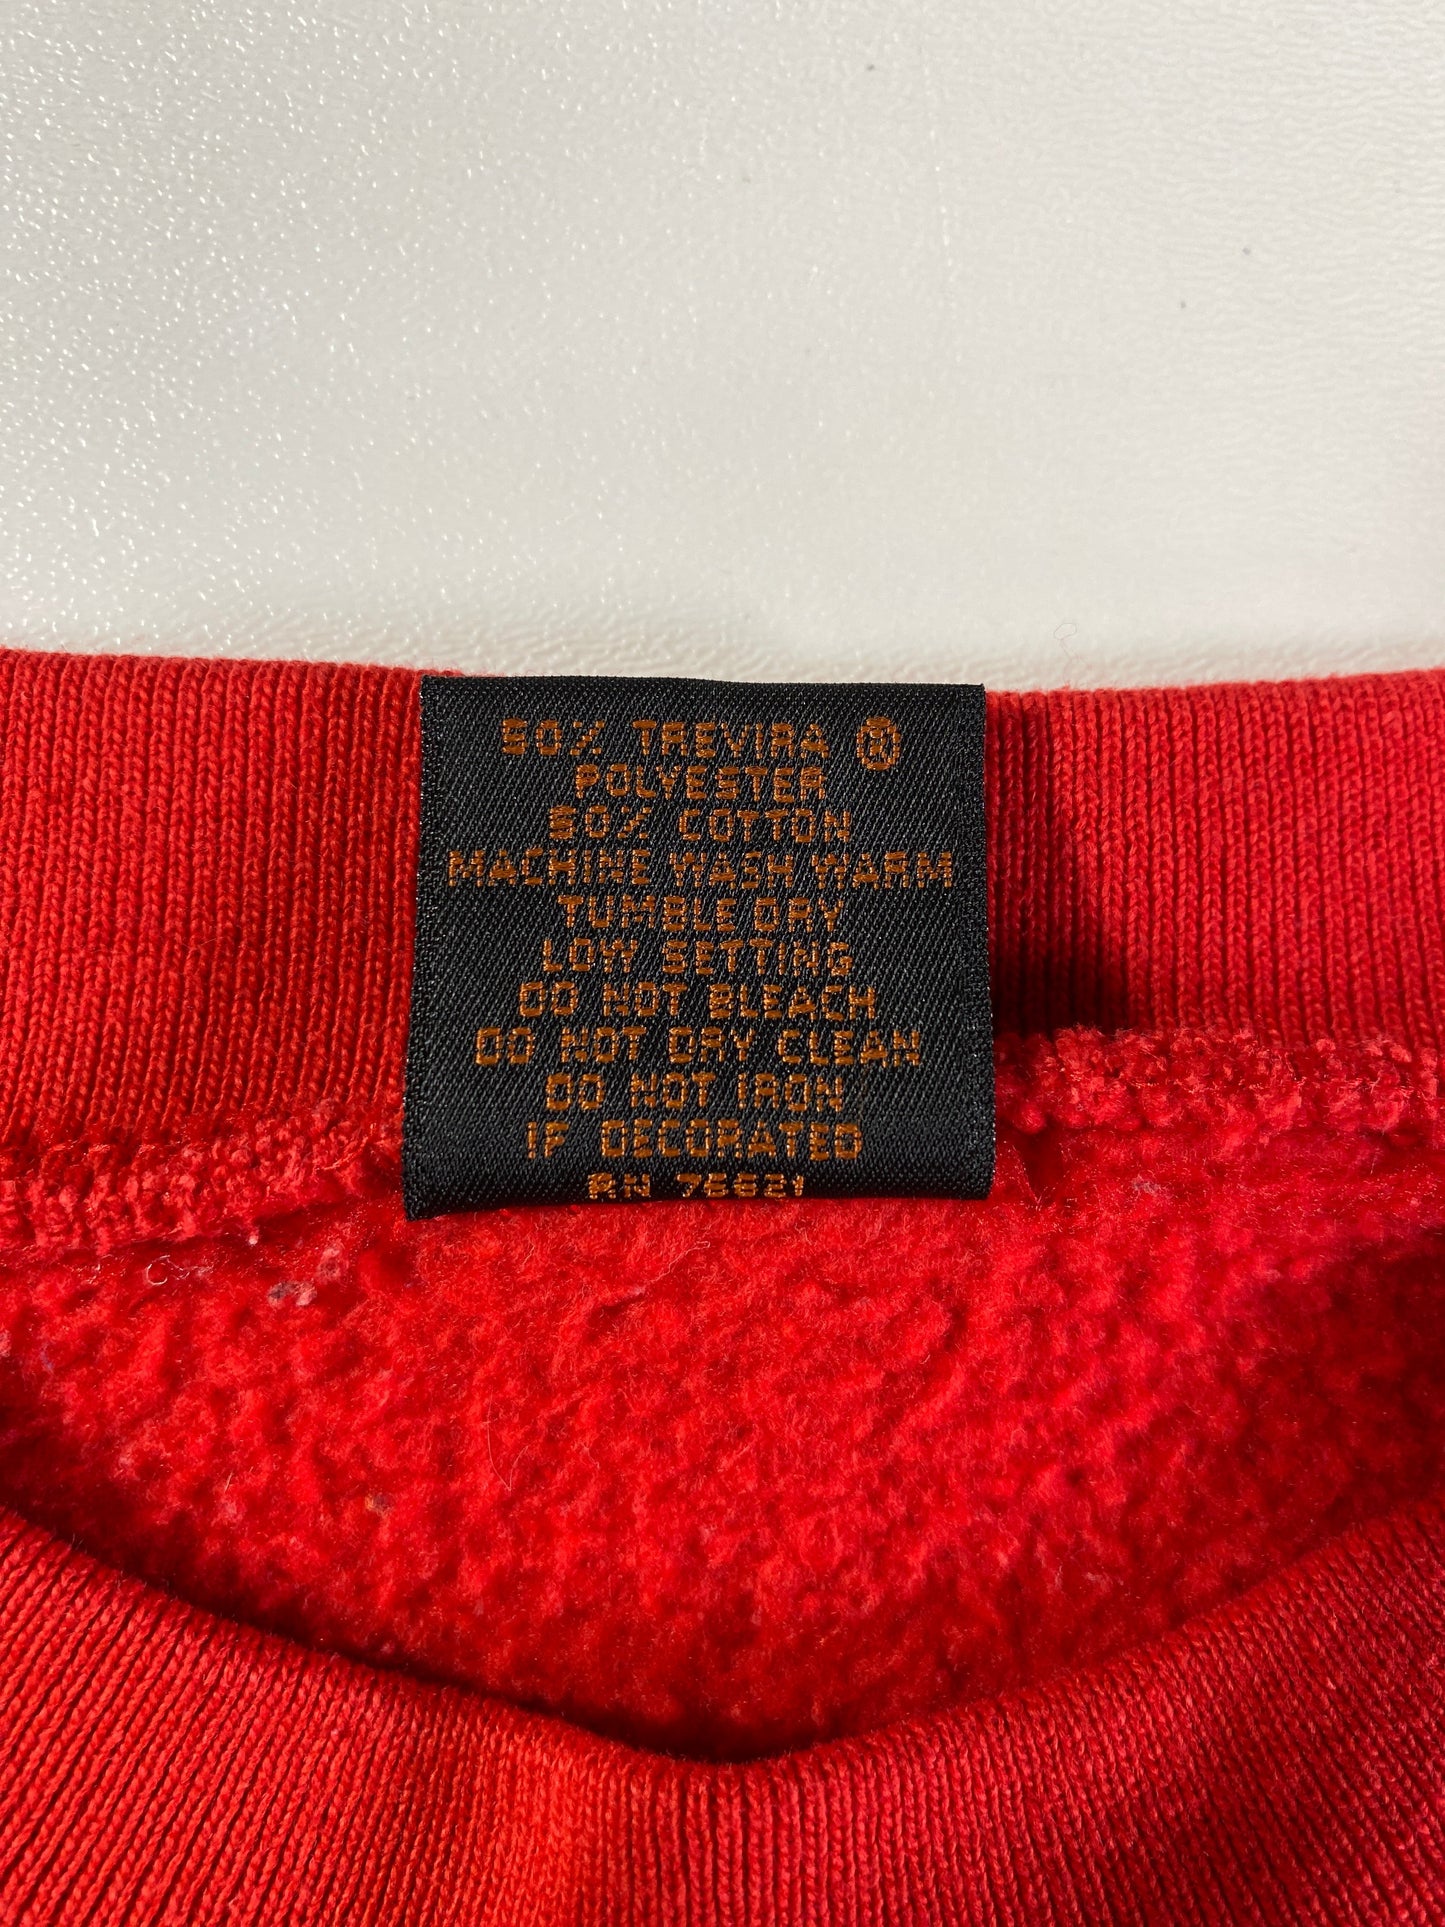 50% TREVIRA ®
POLYESTER
50% COTTON
MACHINE WASH WARM
TUMBLE DRY
LOW SETTING
DO NOT BLEACH
DO NOT DRY CLEAN
DO NOT IRON
IF DECORATED
RN